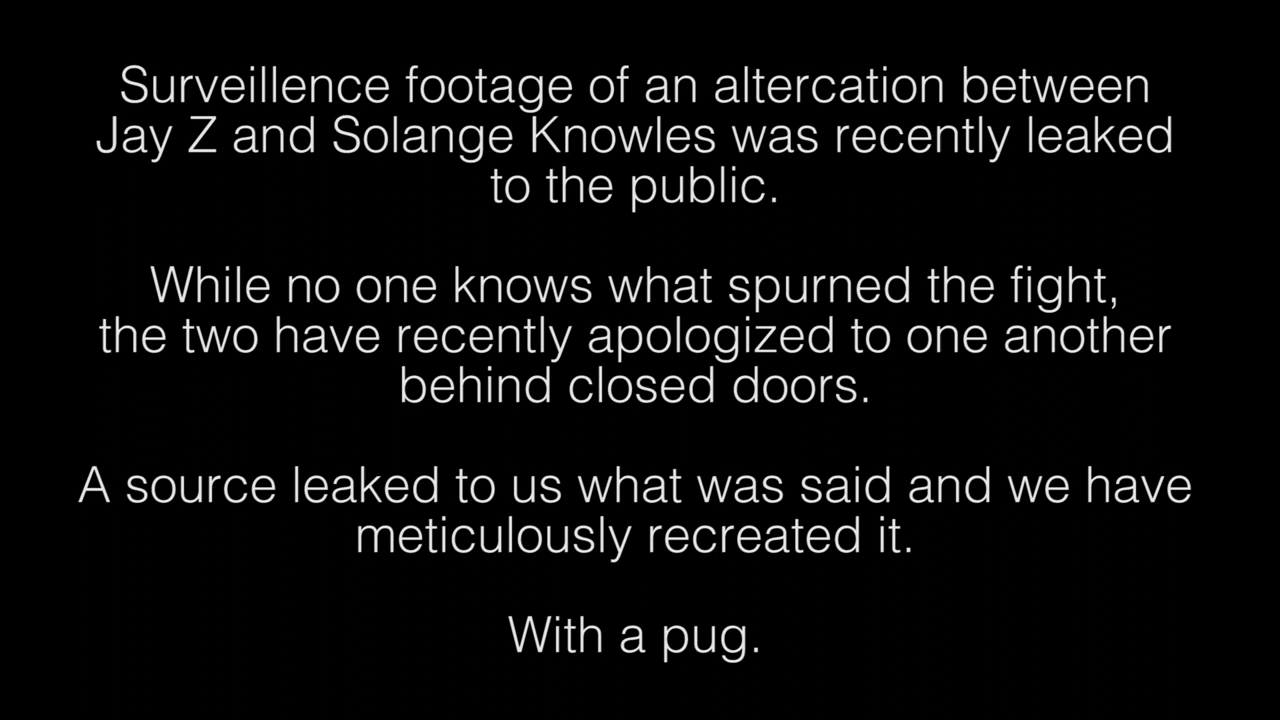 Surveillence footage of an altercation between
Jay Z and Solange Knowles was recently leaked
to the public.
While no one knows what spurned the fight,
the two have recently apologized to one another
behind closed doors.
A source leaked to us what was said and we have
meticulously recreated it.
With a pug.